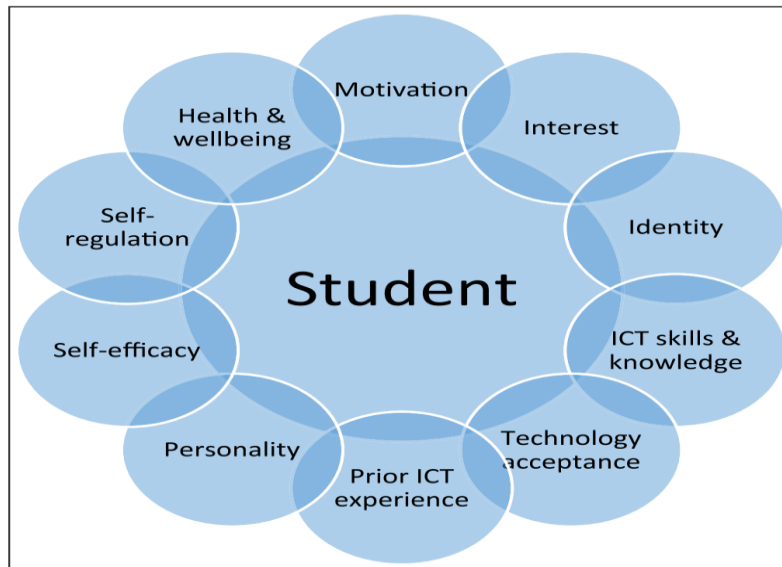 Motivation
Interest
Identity
ICT skills &
knowledge
Technology
acceptance
Prior ICT
experience
Personality
Self-efficacy
Self-
regulation
Health &
wellbeing
Student